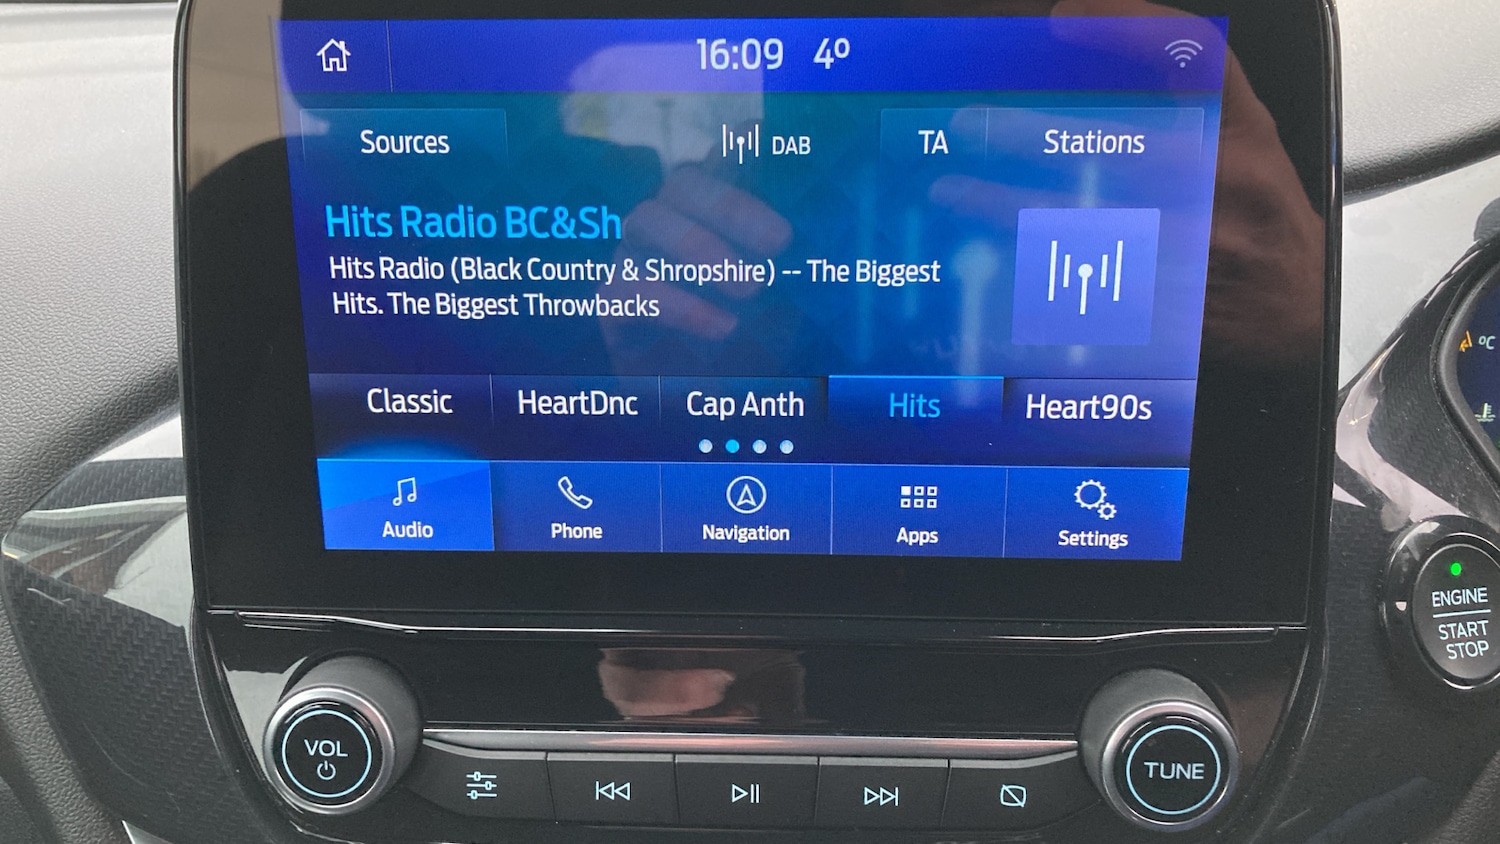 16:09 4º
Sources DAB TA Stations
Hits Radio BC&Sh
Hits Radio (Black Country & Shropshire) -- The Biggest
Hits. The Biggest Throwbacks
Classic HeartDnc Cap Anth Hits Heart90s
Audio Phone Navigation Apps Settings
ºC
ENGINE
START
STOP
VOL
TUNE